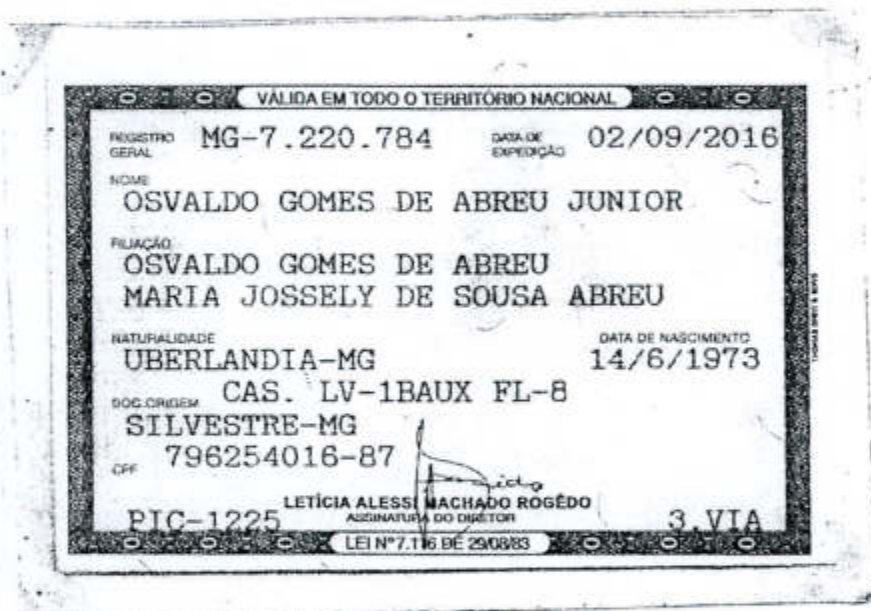 VÁLIDA EM TODO O TERRITÓRIO NACIONAL
REGISTRO GERAL MG-7.220.784 DATA DE EXPEDIÇÃO 02/09/2016
NOME
OSVALDO GOMES DE ABREU JUNIOR
FILIAÇÃO
OSVALDO GOMES DE ABREU
MARIA JOSSELY DE SOUSA ABREU
NATURALIDADE DATA DE NASCIMENTO
UBERLANDIA-MG 14/6/1973
DOC.ORIGEM CAS. LV-1BAUX FL-8
SILVESTRE-MG
CPF 796254016-87
LETÍCIA ALESSI MACHADO ROGÊDO
PIC-1225 ASSINATURA DO DIRETOR 3.VIA
LEI Nº 7.116 DE 29/08/83